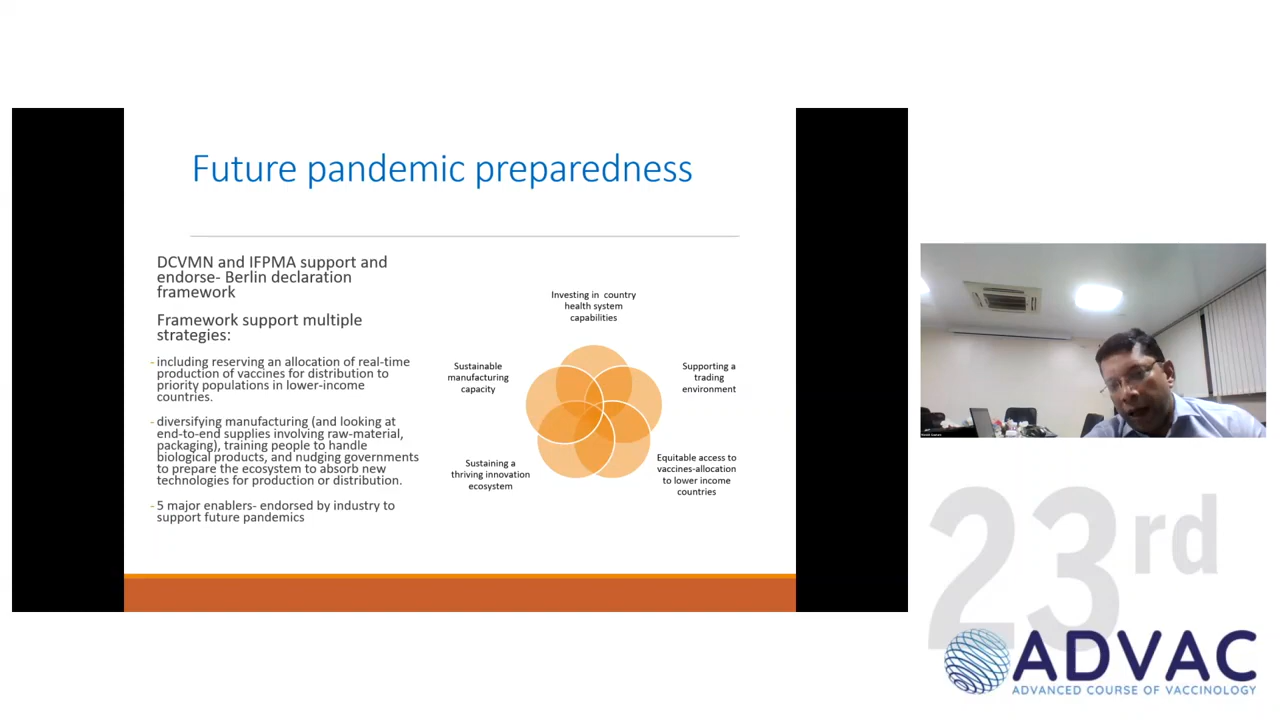 Future pandemic preparedness
DCVMN and IFPMA support and
endorse- Berlin declaration
framework
Framework support multiple
strategies:
- including reserving an allocation of real-time
production of vaccines for distribution to
priority populations in lower-income
countries.
- diversifying manufacturing (and looking at
end-to-end supplies involving raw-material,
packaging), training people to handle
biological products, and nudging governments
to prepare the ecosystem to absorb new
technologies for production or distribution.
- 5 major enablers- endorsed by industry to
support future pandemics
Investing in country
health system
capabilities
Supporting a
trading
environment
Equitable access to
vaccines-allocation
to lower income
countries
Sustaining a
thriving innovation
ecosystem
Sustainable
manufacturing
capacity
23rd
ADVAC
ADVANCED COURSE OF VACCINOLOGY